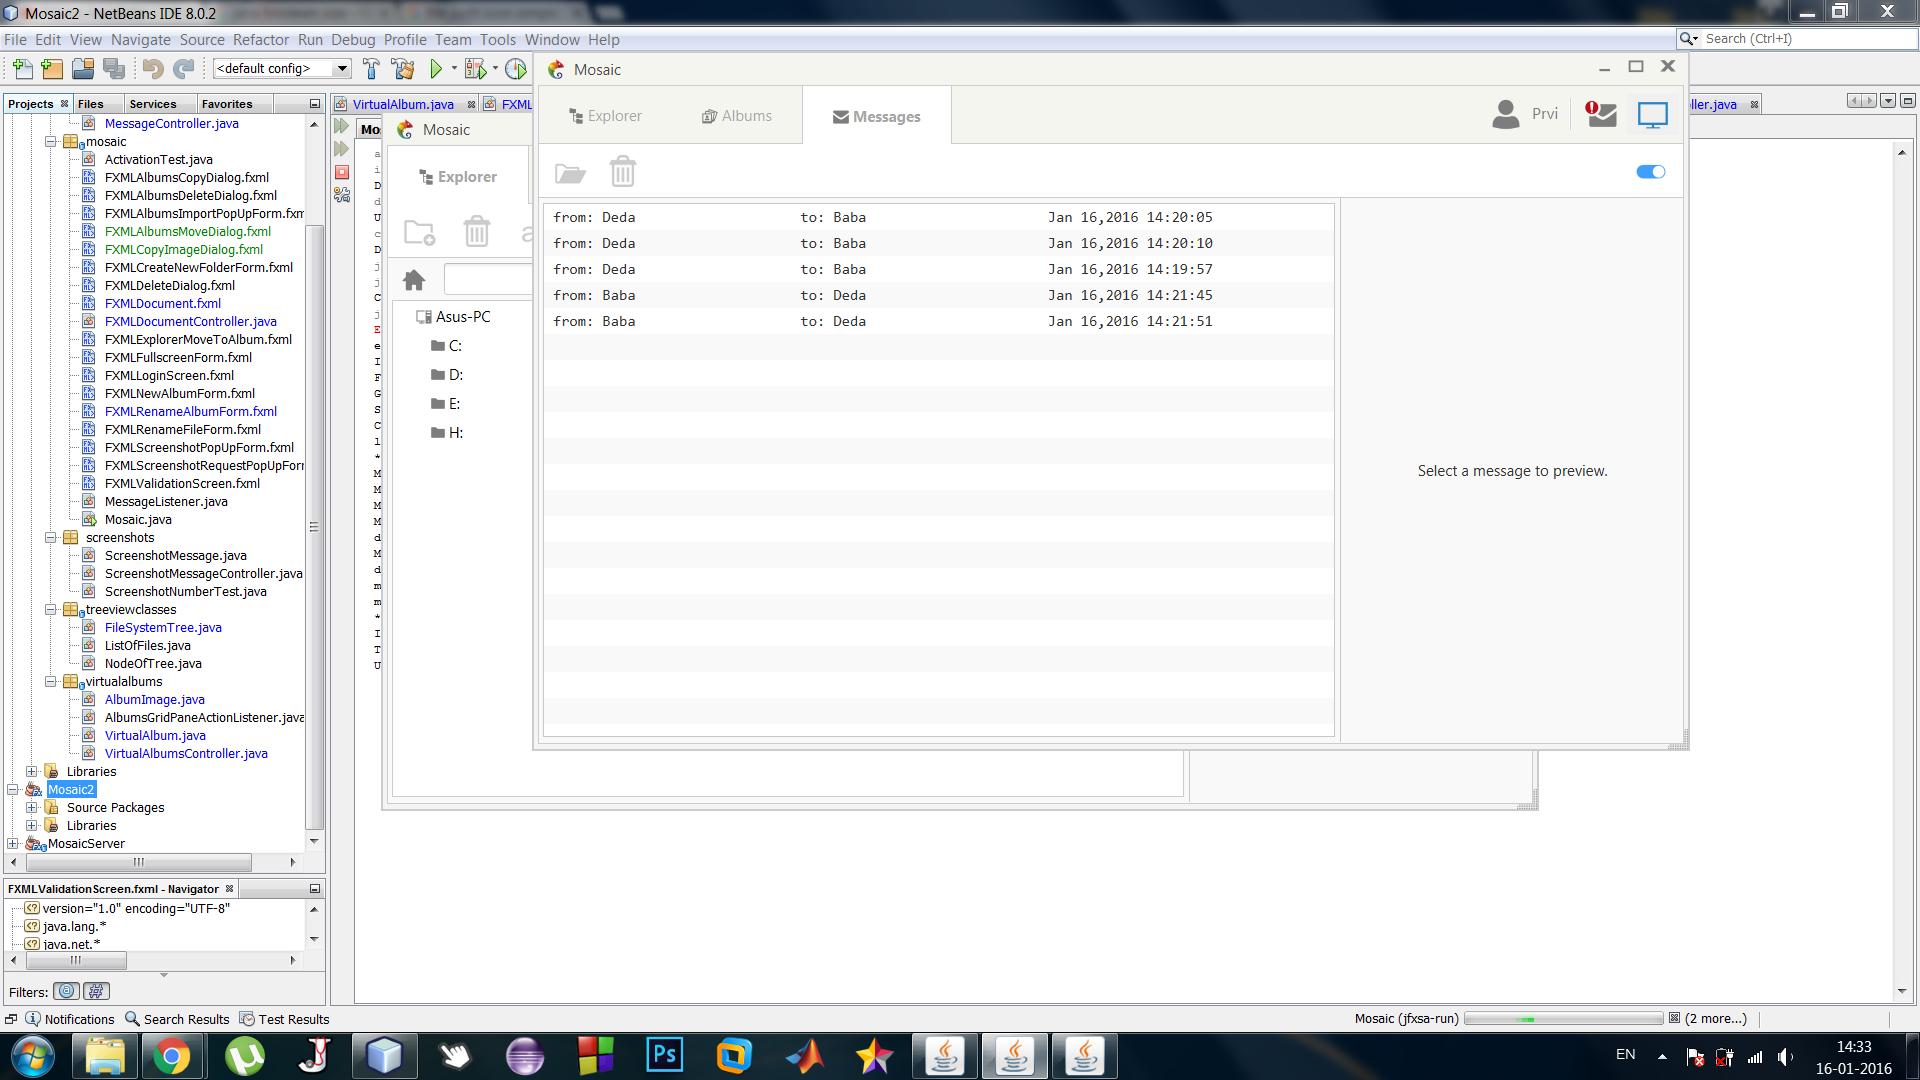 Mosaic2 - NetBeans IDE 8.0.2
File Edit View Navigate Source Refactor Run Debug Profile Team Tools Window Help
Search (Ctrl+I)
<default config>
Projects Files Services Favorites
VirtualAlbum.java
FXML
ller.java
MessageController.java
mosaic
ActivationTest.java
FXMLAlbumsCopyDialog.fxml
FXMLAlbumsDeleteDialog.fxml
FXMLAlbumsImportPopUpForm.fxm
FXMLAlbumsMoveDialog.fxml
FXMLCopyImageDialog.fxml
FXMLCreateNewFolderForm.fxml
FXMLDeleteDialog.fxml
FXMLDocument.fxml
FXMLDocumentController.java
FXMLExplorerMoveToAlbum.fxml
FXMLFullscreenForm.fxml
FXMLLoginScreen.fxml
FXMLNewAlbumForm.fxml
FXMLRenameAlbumForm.fxml
FXMLRenameFileForm.fxml
FXMLScreenshotPopUpForm.fxml
FXMLScreenshotRequestPopUpFor
FXMLValidationScreen.fxml
MessageListener.java
Mosaic.java
screenshots
ScreenshotMessage.java
ScreenshotMessageController.java
ScreenshotNumberTest.java
treeviewclasses
FileSystemTree.java
ListOfFiles.java
NodeOfTree.java
virtualalbums
AlbumImage.java
AlbumsGridPaneActionListener.java
VirtualAlbum.java
VirtualAlbumsController.java
Libraries
Mosaic2
Source Packages
Libraries
MosaicServer
FXMLValidationScreen.fxml - Navigator
version="1.0" encoding="UTF-8"
java.lang.*
java.net.*
Filters:
Mo
Mosaic
Explorer
Asus-PC
C:
D:
E:
H:
Mosaic
Explorer Albums Messages
Prvi
from: Deda to: Baba Jan 16,2016 14:20:05
from: Deda to: Baba Jan 16,2016 14:20:10
from: Deda to: Baba Jan 16,2016 14:19:57
from: Baba to: Deda Jan 16,2016 14:21:45
from: Baba to: Deda Jan 16,2016 14:21:51
Select a message to preview.
Notifications Search Results Test Results
Mosaic (jfxsa-run) (2 more...)
Ps
EN
14:33
16-01-2016